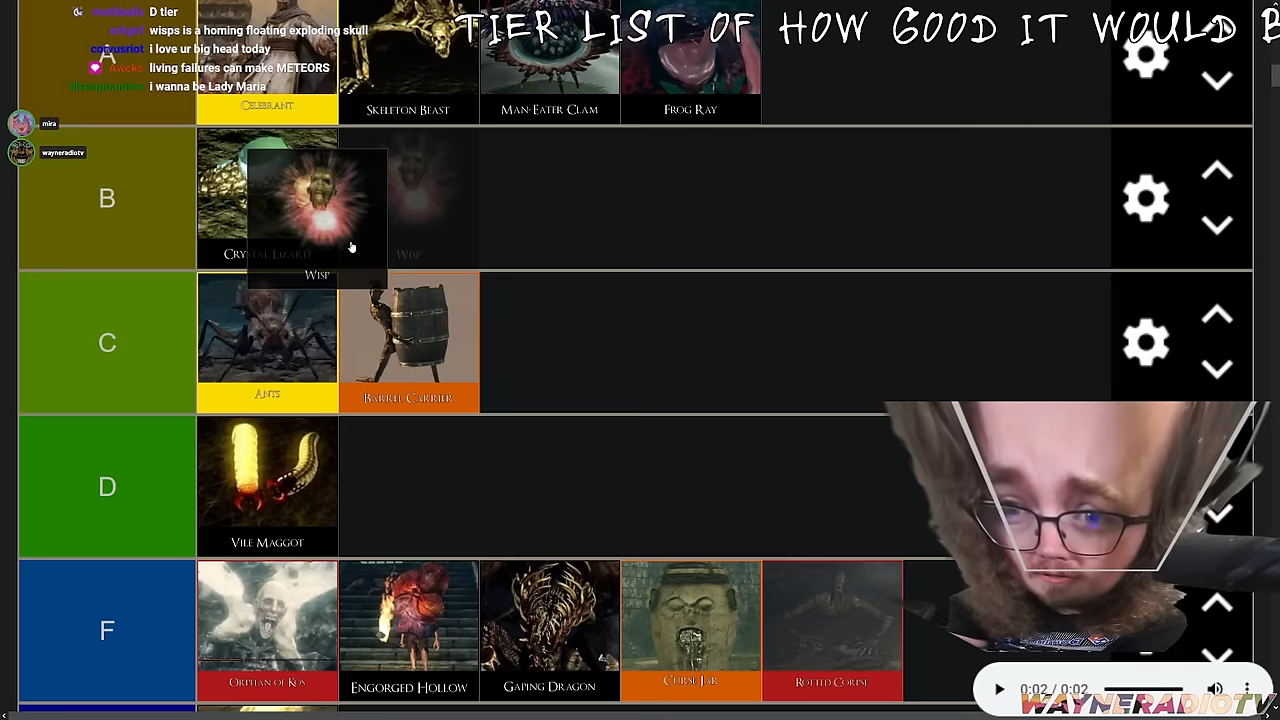 D tier
TIER LIST OF HOW GOOD IT WOULD B
wisps is a homing floating exploding skull
corvusriot i love ur big head today
Awcko living failures can make METEORS
i wanna be Lady Maria
A
CELEBRANT
SKELETON BEAST
MAN-EATER CLAM
FROG RAY
mira
wayneradiotv
B
CRYSTAL LIZARD
WISP
WISP
C
ANTS
BARREL CARRIER
D
VILE MAGGOT
F
ORPHAN OF KOS
ENGORGED HOLLOW
GAPING DRAGON
CURSE JAR
ROTTED CORPSE
0:02 / 0:02
WAYNERADIOTV